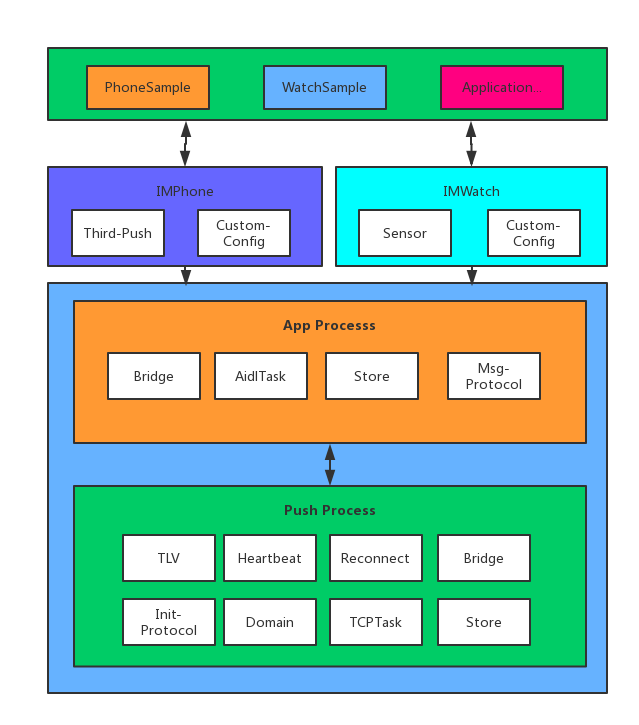 PhoneSample
WatchSample
Application...
IMPhone
Third-Push
Custom-
Config
IMWatch
Sensor
Custom-
Config
App Processs
Bridge
AidlTask
Store
Msg-
Protocol
Push Process
TLV
Heartbeat
Reconnect
Bridge
Init-
Protocol
Domain
TCPTask
Store